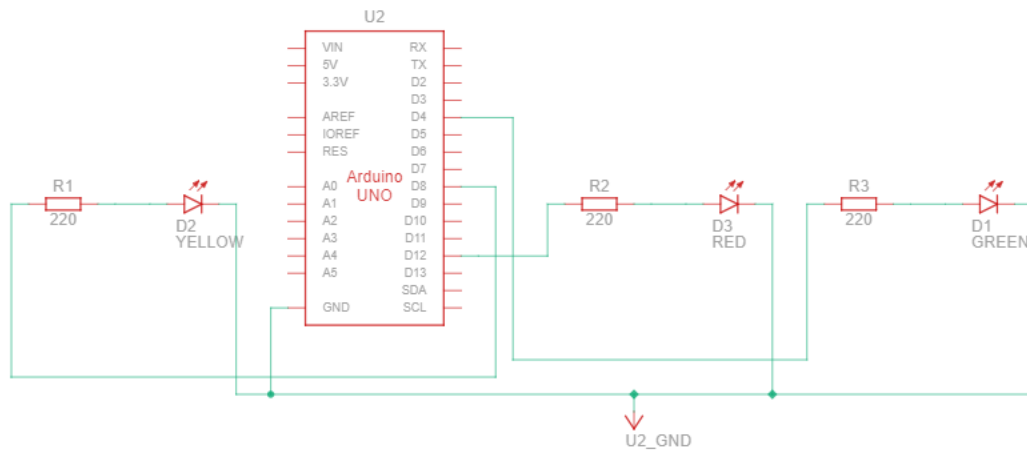 U2
VIN
5V
3.3V
AREF
IOREF
RES
A0
A1
A2
A3
A4
A5
GND
Arduino
UNO
RX
TX
D2
D3
D4
D5
D6
D7
D8
D9
D10
D11
D12
D13
SDA
SCL
R1
220
D2
YELLOW
R2
220
D3
RED
R3
220
D1
GREEN
U2_GND